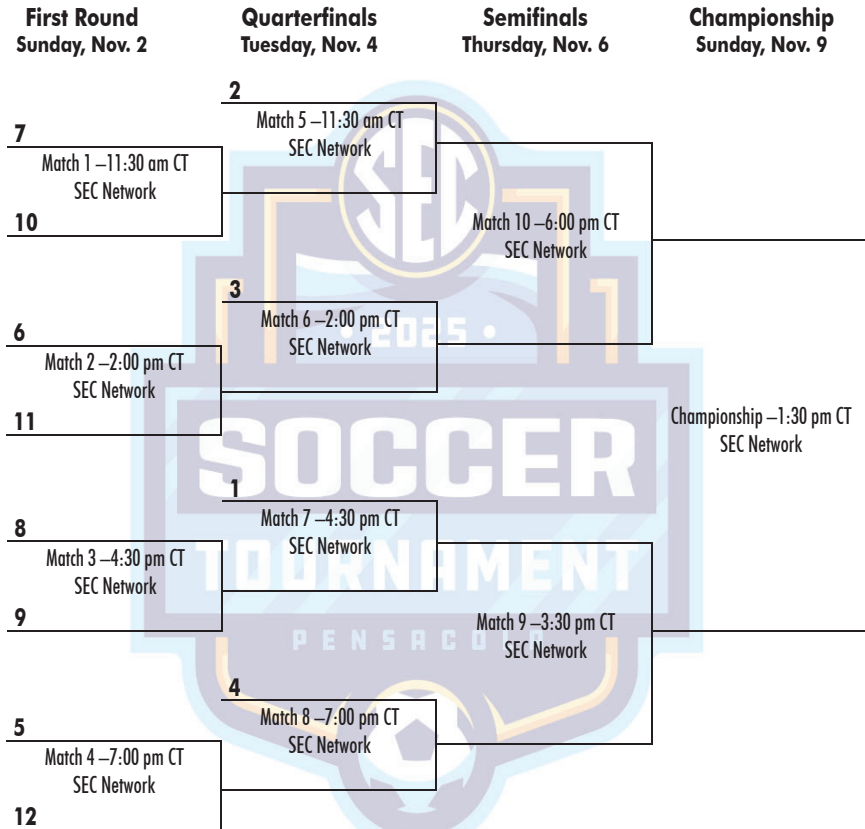 First Round
Sunday, Nov. 2
Quarterfinals
Tuesday, Nov. 4
Semifinals
Thursday, Nov. 6
Championship
Sunday, Nov. 9
7
Match 1 –11:30 am CT
SEC Network
10
6
Match 2 –2:00 pm CT
SEC Network
11
8
Match 3 –4:30 pm CT
SEC Network
9
5
Match 4 –7:00 pm CT
SEC Network
12
2
Match 5 –11:30 am CT
SEC Network
3
Match 6 –2:00 pm CT
SEC Network
1
Match 7 –4:30 pm CT
SEC Network
4
Match 8 –7:00 pm CT
SEC Network
Match 10 –6:00 pm CT
SEC Network
Match 9 –3:30 pm CT
SEC Network
Championship –1:30 pm CT
SEC Network
SEC
• 2025 •
SOCCER
TOURNAMENT
PENSACOLA